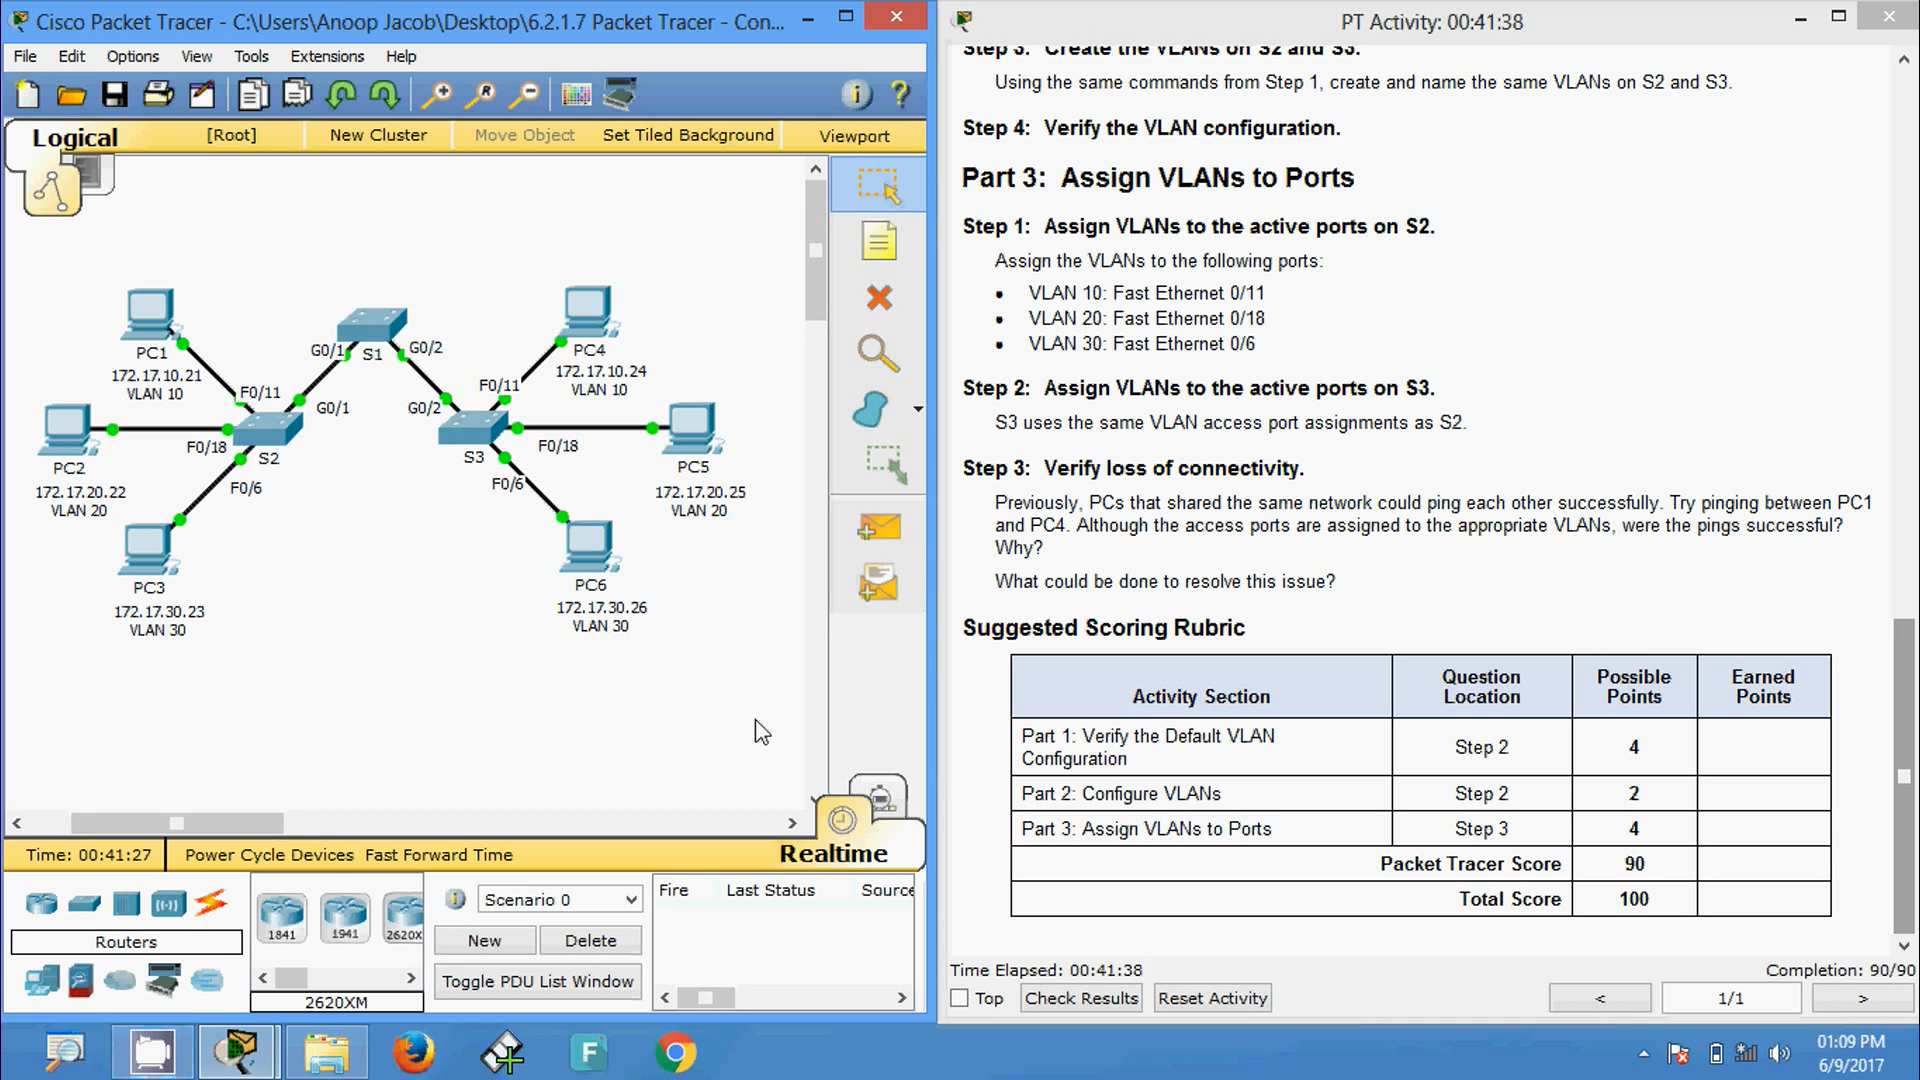 Cisco Packet Tracer - C:\Users\Anoop Jacob\Desktop\6.2.1.7 Packet Tracer - Con...
File Edit Options View Tools Extensions Help
Logical [Root] New Cluster Move Object Set Tiled Background Viewport
PC1
172.17.10.21
VLAN 10
PC2
172.17.20.22
VLAN 20
PC3
172.17.30.23
VLAN 30
F0/11
F0/18
F0/6
S2
G0/1
G0/1
S1
G0/2
G0/2
S3
F0/11
F0/18
F0/6
PC4
172.17.10.24
VLAN 10
PC5
172.17.20.25
VLAN 20
PC6
172.17.30.26
VLAN 30
Time: 00:41:27 Power Cycle Devices Fast Forward Time Realtime
Routers
1841 1941 2620X
2620XM
Scenario 0
New Delete
Toggle PDU List Window
Fire Last Status Source
PT Activity: 00:41:38
Step 3: Create the VLANs on S2 and S3.
Using the same commands from Step 1, create and name the same VLANs on S2 and S3.
Step 4: Verify the VLAN configuration.
Part 3: Assign VLANs to Ports
Step 1: Assign VLANs to the active ports on S2.
Assign the VLANs to the following ports:
• VLAN 10: Fast Ethernet 0/11
• VLAN 20: Fast Ethernet 0/18
• VLAN 30: Fast Ethernet 0/6
Step 2: Assign VLANs to the active ports on S3.
S3 uses the same VLAN access port assignments as S2.
Step 3: Verify loss of connectivity.
Previously, PCs that shared the same network could ping each other successfully. Try pinging between PC1
and PC4. Although the access ports are assigned to the appropriate VLANs, were the pings successful?
Why?
What could be done to resolve this issue?
Suggested Scoring Rubric
Activity Section Question Location Possible Points Earned Points
Part 1: Verify the Default VLAN Configuration Step 2 4
Part 2: Configure VLANs Step 2 2
Part 3: Assign VLANs to Ports Step 3 4
Packet Tracer Score 90
Total Score 100
Time Elapsed: 00:41:38 Completion: 90/90
Top Check Results Reset Activity < 1/1 >
01:09 PM
6/9/2017